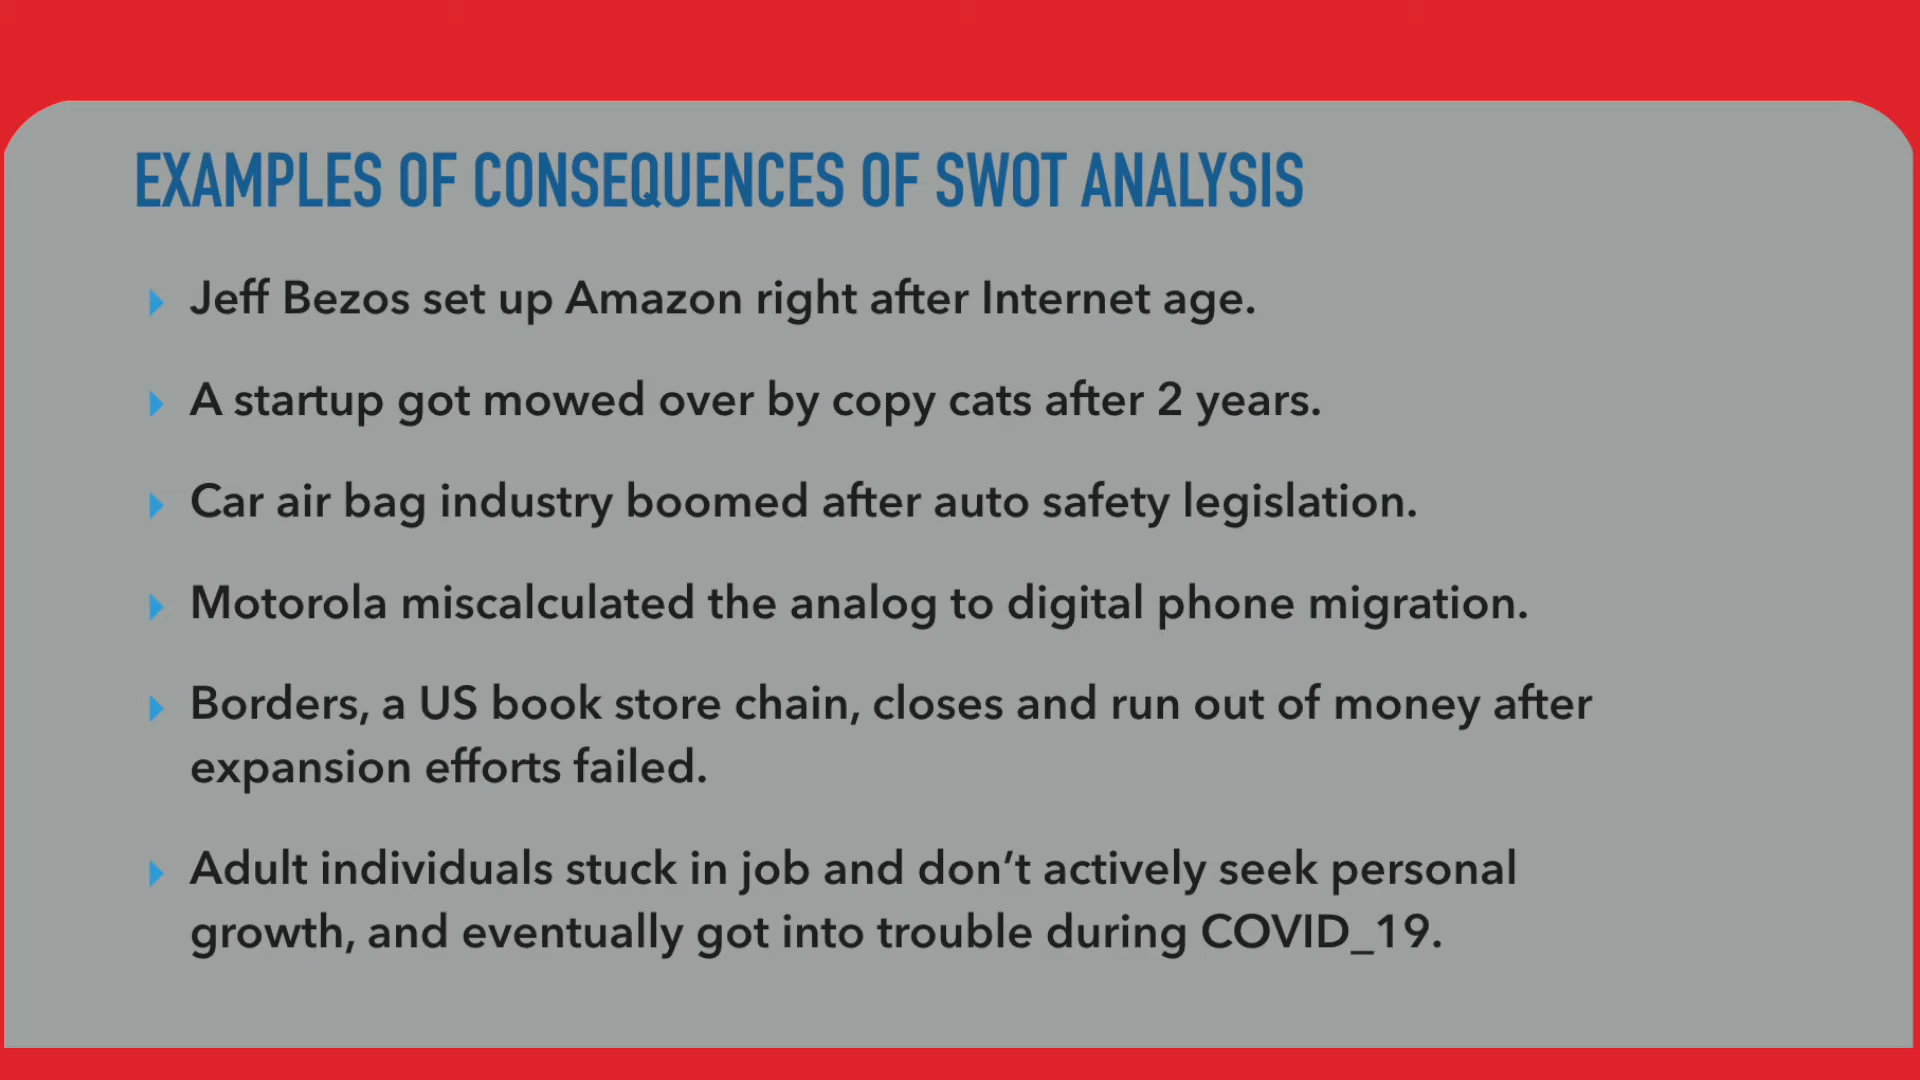 EXAMPLES OF CONSEQUENCES OF SWOT ANALYSIS
Jeff Bezos set up Amazon right after Internet age.
A startup got mowed over by copy cats after 2 years.
Car air bag industry boomed after auto safety legislation.
Motorola miscalculated the analog to digital phone migration.
Borders, a US book store chain, closes and run out of money after
expansion efforts failed.
Adult individuals stuck in job and don’t actively seek personal
growth, and eventually got into trouble during COVID_19.